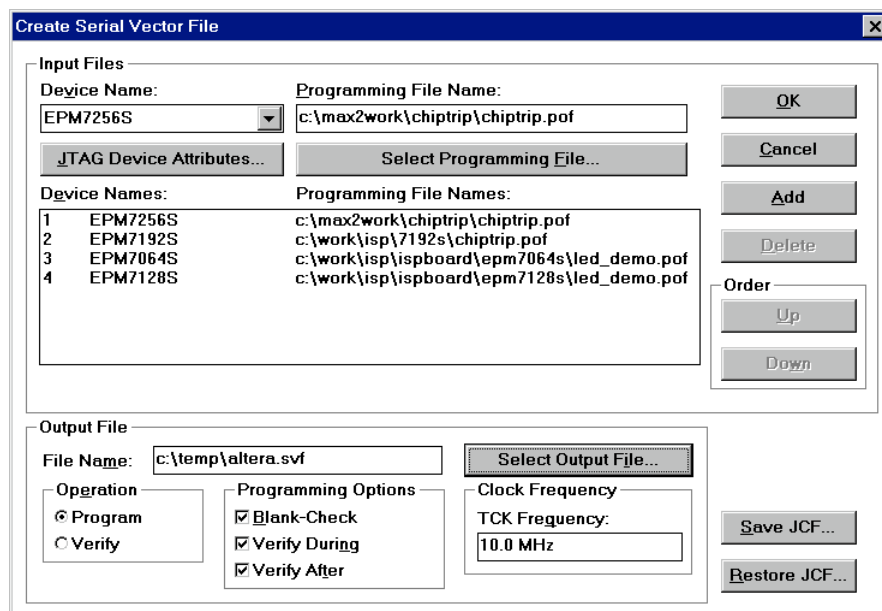 Create Serial Vector File
Input Files
Device Name:
Programming File Name:
EPM7256S
c:\max2work\chiptrip\chiptrip.pof
OK
JTAG Device Attributes...
Select Programming File...
Cancel
Device Names:
Programming File Names:
Add
1 EPM7256S c:\max2work\chiptrip\chiptrip.pof
2 EPM7192S c:\work\isp\7192s\chiptrip.pof
3 EPM7064S c:\work\isp\ispboard\epm7064s\led_demo.pof
4 EPM7128S c:\work\isp\ispboard\epm7128s\led_demo.pof
Delete
Order
Up
Down
Output File
File Name:
c:\temp\altera.svf
Select Output File...
Operation
Program
Verify
Programming Options
Blank-Check
Verify During
Verify After
Clock Frequency
TCK Frequency:
10.0 MHz
Save JCF...
Restore JCF...